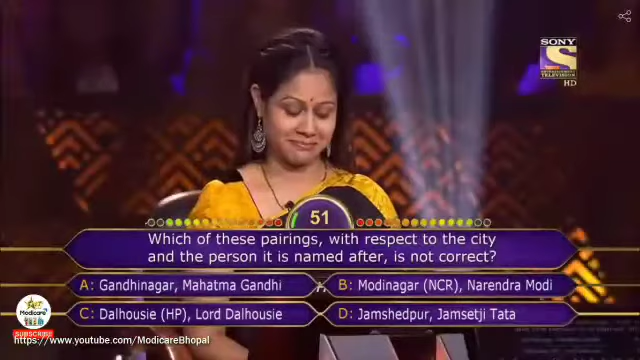 SONY
ENTERTAINMENT
TELEVISION
HD
51
Which of these pairings, with respect to the city
and the person it is named after, is not correct?
A: Gandhinagar, Mahatma Gandhi
B: Modinagar (NCR), Narendra Modi
C: Dalhousie (HP), Lord Dalhousie
D: Jamshedpur, Jamsetji Tata
Modicare
SUBSCRIBE
https://www.youtube.com/ModicareBhopal